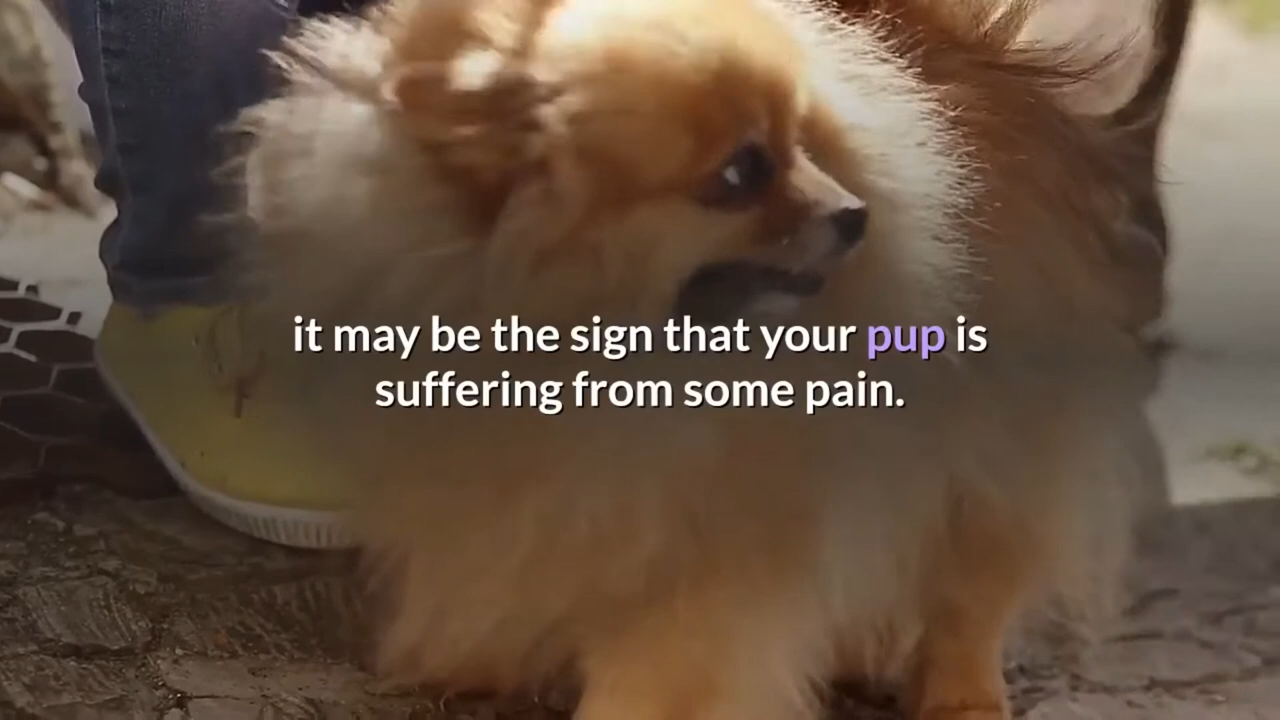 it may be the sign that your pup is
suffering from some pain.